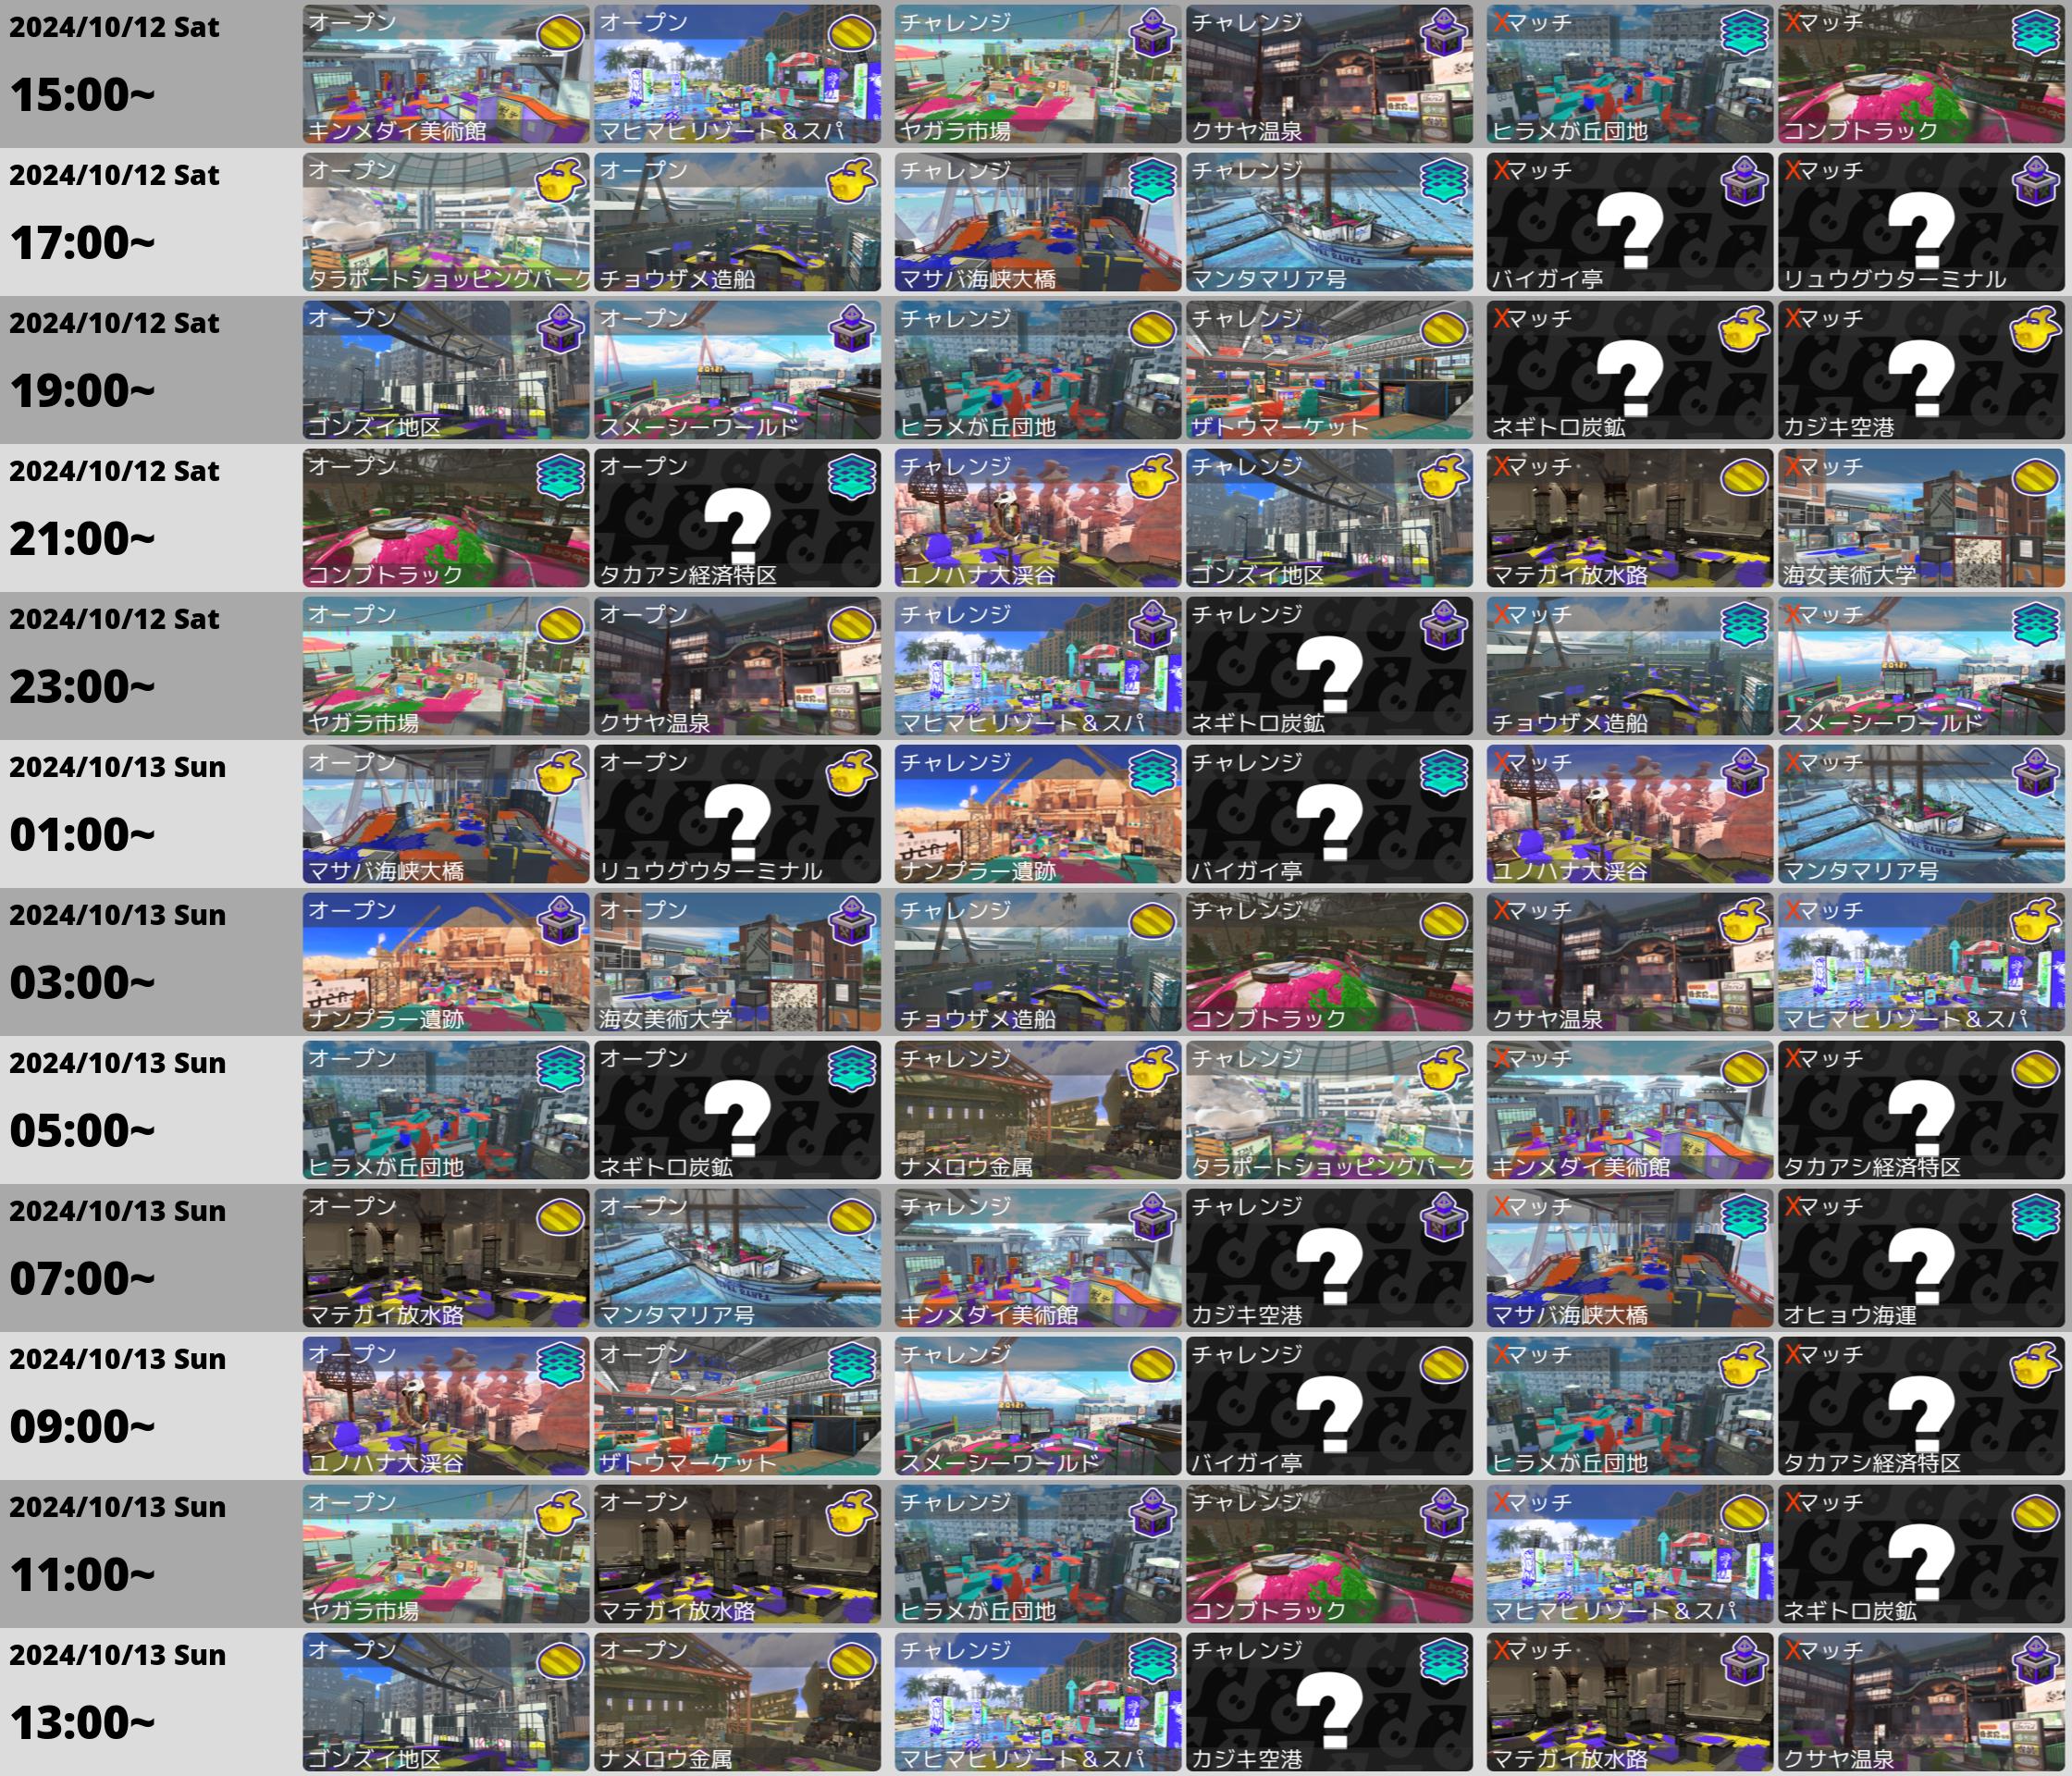 2024/10/12 Sat
15:00~
オープン
キンメダイ美術館
オープン
マヒマヒリゾート＆スパ
チャレンジ
ヤガラ市場
チャレンジ
クサヤ温泉
Xマッチ
ヒラメが丘団地
Xマッチ
コンブトラック
2024/10/12 Sat
17:00~
オープン
タラポートショッピングパーク
オープン
チョウザメ造船
チャレンジ
マサバ海峡大橋
チャレンジ
マンタマリア号
Xマッチ
?
バイガイ亭
Xマッチ
?
リュウグウターミナル
2024/10/12 Sat
19:00~
オープン
ゴンズイ地区
オープン
スメーシーワールド
チャレンジ
ヒラメが丘団地
チャレンジ
ザトウマーケット
Xマッチ
?
ネギトロ炭鉱
Xマッチ
?
カジキ空港
2024/10/12 Sat
21:00~
オープン
コンブトラック
オープン
?
タカアシ経済特区
チャレンジ
ユノハナ大渓谷
チャレンジ
ゴンズイ地区
Xマッチ
マテガイ放水路
Xマッチ
海女美術大学
2024/10/12 Sat
23:00~
オープン
ヤガラ市場
オープン
クサヤ温泉
チャレンジ
マヒマヒリゾート＆スパ
チャレンジ
?
ネギトロ炭鉱
Xマッチ
チョウザメ造船
Xマッチ
スメーシーワールド
2024/10/13 Sun
01:00~
オープン
マサバ海峡大橋
オープン
?
リュウグウターミナル
チャレンジ
ナンプラー遺跡
チャレンジ
?
バイガイ亭
Xマッチ
ユノハナ大渓谷
Xマッチ
マンタマリア号
2024/10/13 Sun
03:00~
オープン
ナンプラー遺跡
オープン
海女美術大学
チャレンジ
チョウザメ造船
チャレンジ
コンブトラック
Xマッチ
クサヤ温泉
Xマッチ
マヒマヒリゾート＆スパ
2024/10/13 Sun
05:00~
オープン
ヒラメが丘団地
オープン
?
ネギトロ炭鉱
チャレンジ
ナメロウ金属
チャレンジ
タラポートショッピングパーク
Xマッチ
キンメダイ美術館
Xマッチ
?
タカアシ経済特区
2024/10/13 Sun
07:00~
オープン
マテガイ放水路
オープン
マンタマリア号
チャレンジ
キンメダイ美術館
チャレンジ
?
カジキ空港
Xマッチ
マサバ海峡大橋
Xマッチ
?
オヒョウ海運
2024/10/13 Sun
09:00~
オープン
ユノハナ大渓谷
オープン
ザトウマーケット
チャレンジ
スメーシーワールド
チャレンジ
?
バイガイ亭
Xマッチ
ヒラメが丘団地
Xマッチ
?
タカアシ経済特区
2024/10/13 Sun
11:00~
オープン
ヤガラ市場
オープン
マテガイ放水路
チャレンジ
ヒラメが丘団地
チャレンジ
コンブトラック
Xマッチ
マヒマヒリゾート＆スパ
Xマッチ
?
ネギトロ炭鉱
2024/10/13 Sun
13:00~
オープン
ゴンズイ地区
オープン
ナメロウ金属
チャレンジ
マヒマヒリゾート＆スパ
チャレンジ
?
カジキ空港
Xマッチ
マテガイ放水路
Xマッチ
クサヤ温泉